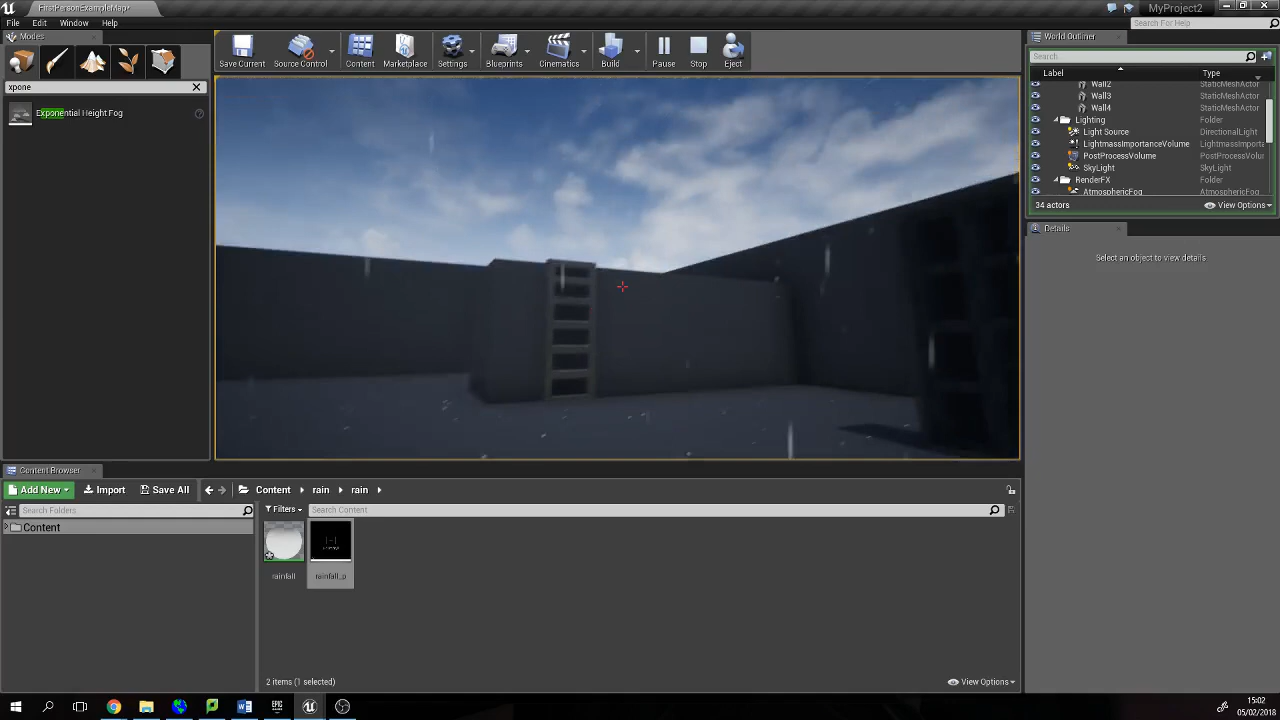 FirstPersonExampleMap*
MyProject2
File Edit Window Help
Search For Help
Modes
World Outliner
Save Current
Source Control
Content
Marketplace
Settings
Blueprints
Cinematics
Build
Pause
Stop
Eject
Search
Label Type
xpone
Exponential Height Fog
Wall2 StaticMeshActor
Wall3 StaticMeshActor
Wall4 StaticMeshActor
Lighting Folder
Light Source DirectionalLight
LightmassImportanceVolume LightmassImporta
PostProcessVolume PostProcessVolu
SkyLight SkyLight
RenderFX Folder
AtmosphericFog AtmosphericFog
34 actors View Options
Details
Select an object to view details
Content Browser
Add New Import Save All Content rain rain
Search Folders
Filters Search Content
Content
rainfall
rainfall_p
2 items (1 selected) View Options
EPIC
15:02
05/02/2018